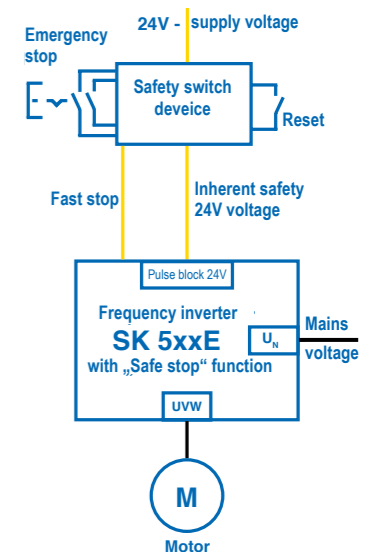 24V - supply voltage
Emergency
stop
Safety switch
deveice
Reset
Fast stop
Inherent safety
24V voltage
Pulse block 24V
Frequency inverter
SK 5xxE
with „Safe stop“ function
UN
Mains
voltage
UVW
M
Motor